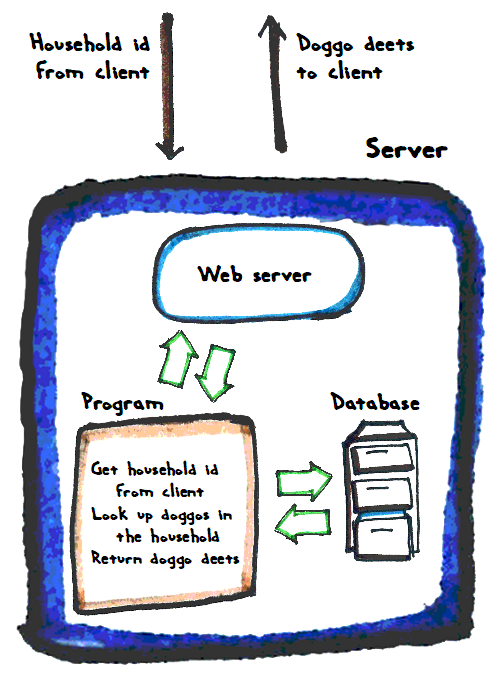 Household id
from client
Doggo deets
to client
Server
Web server
Program
Database
Get household id
from client
Look up doggos in
the household
Return doggo deets